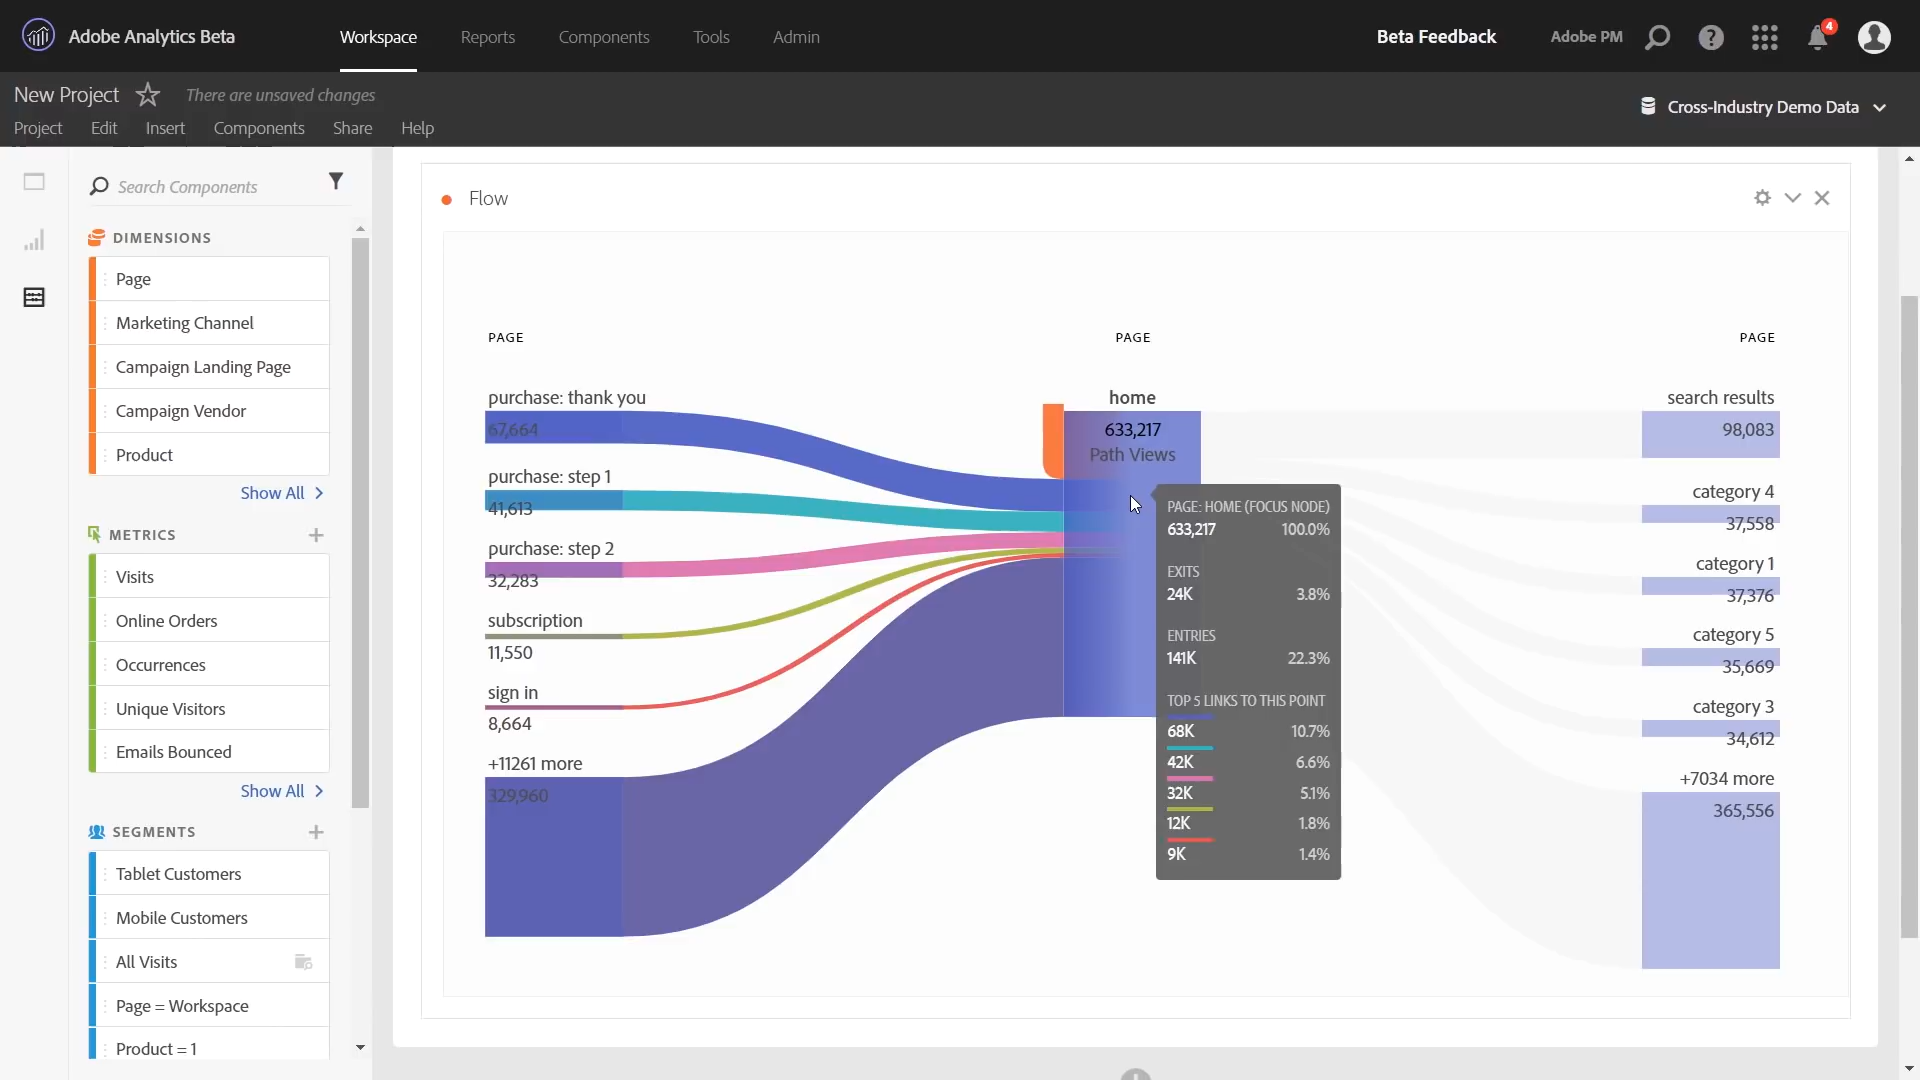 Adobe Analytics Beta
Workspace
Reports
Components
Tools
Admin
Beta Feedback
Adobe PM
?
4
New Project
There are unsaved changes
Cross-Industry Demo Data
Project
Edit
Insert
Components
Share
Help
Search Components
DIMENSIONS
Page
Marketing Channel
Campaign Landing Page
Campaign Vendor
Product
Show All
METRICS
Visits
Online Orders
Occurrences
Unique Visitors
Emails Bounced
Show All
SEGMENTS
Tablet Customers
Mobile Customers
All Visits
Page = Workspace
Product = 1
Flow
PAGE
purchase: thank you
67,664
purchase: step 1
41,613
purchase: step 2
32,283
subscription
11,550
sign in
8,664
+11261 more
329,960
PAGE
home
633,217
Path Views
PAGE: HOME (FOCUS NODE)
633,217 100.0%
EXITS
24K 3.8%
ENTRIES
141K 22.3%
TOP 5 LINKS TO THIS POINT
68K 10.7%
42K 6.6%
32K 5.1%
12K 1.8%
9K 1.4%
PAGE
search results
98,083
category 4
37,558
category 1
37,376
category 5
35,669
category 3
34,612
+7034 more
365,556